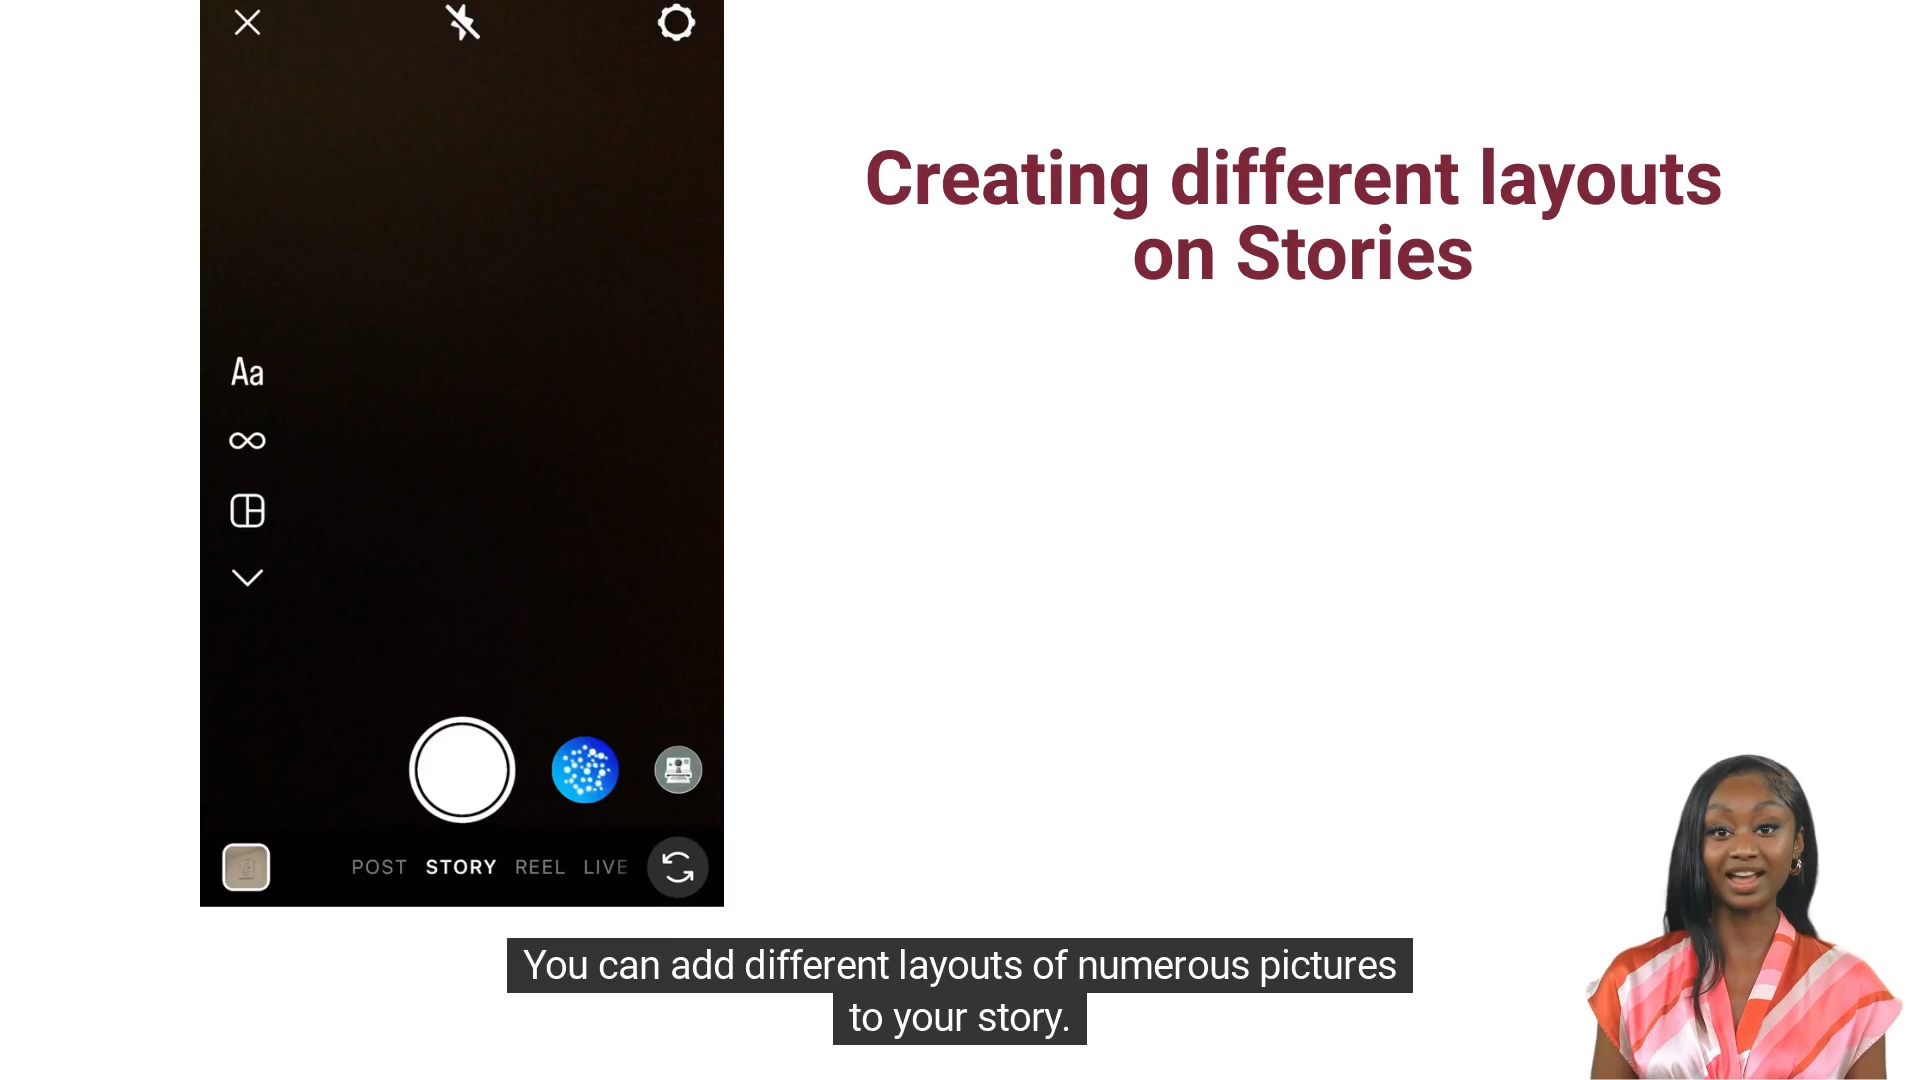 Creating different layouts
on Stories
Aa
POST STORY REEL LIVE
You can add different layouts of numerous pictures
to your story.